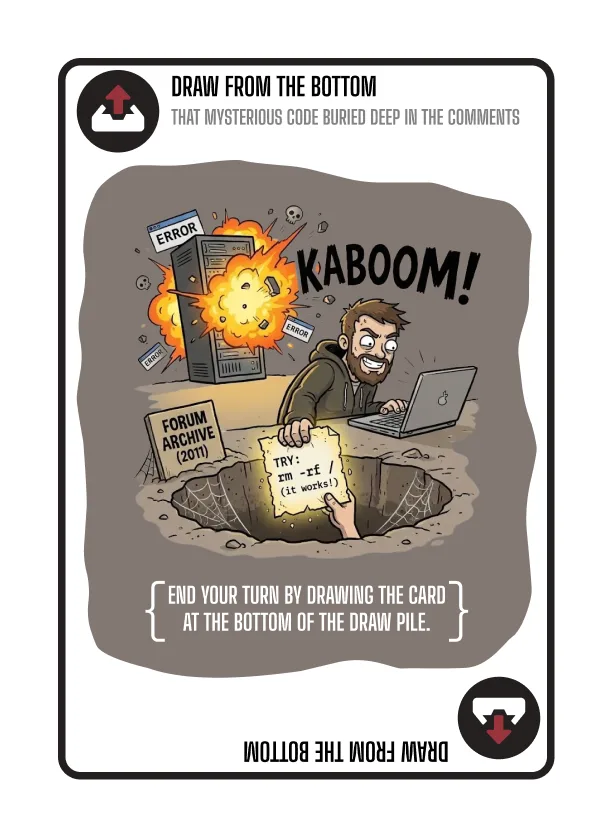 DRAW FROM THE BOTTOM
THAT MYSTERIOUS CODE BURIED DEEP IN THE COMMENTS
ERROR
KABOOM!
ERROR
ERROR
FORUM
ARCHIVE
(2011)
TRY:
rm -rf /
(it works!)
END YOUR TURN BY DRAWING THE CARD
AT THE BOTTOM OF THE DRAW PILE.
DRAW FROM THE BOTTOM